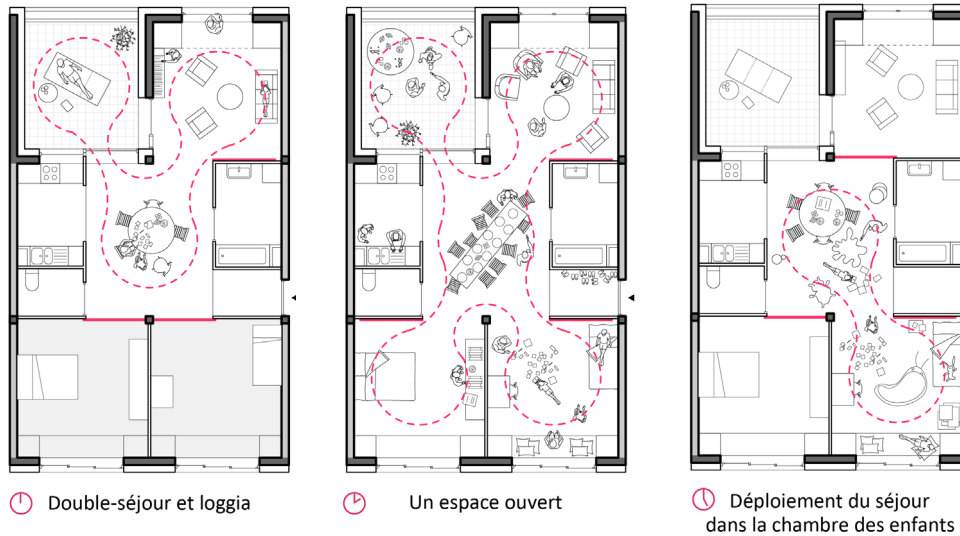 Double-séjour et loggia
Un espace ouvert
Déploiement du séjour
dans la chambre des enfants